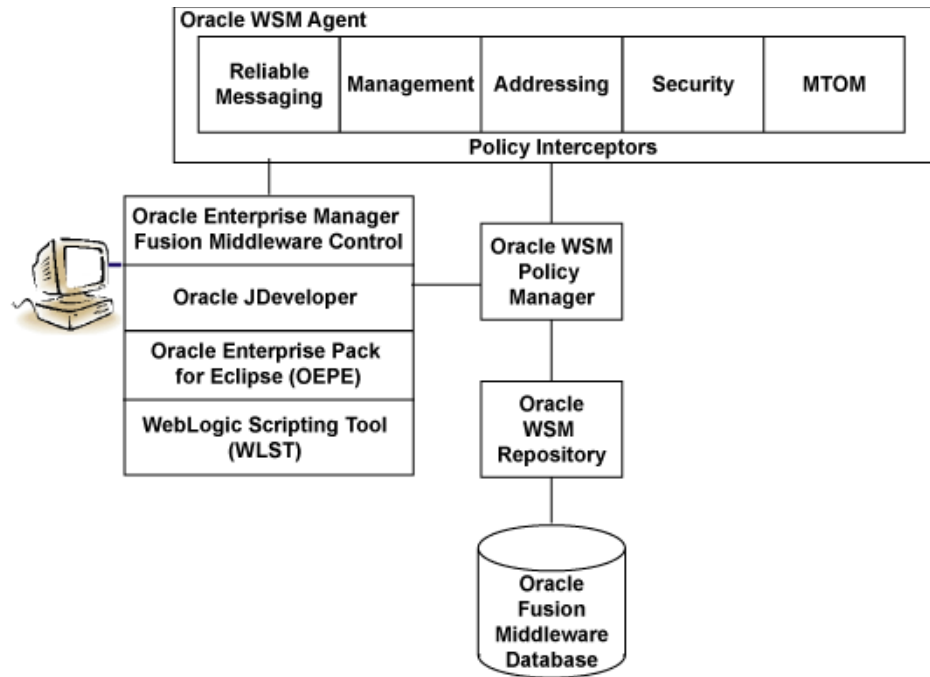 Oracle WSM Agent
Reliable
Messaging
Management
Addressing
Security
MTOM
Policy Interceptors
Oracle Enterprise Manager
Fusion Middleware Control
Oracle JDeveloper
Oracle Enterprise Pack
for Eclipse (OEPE)
WebLogic Scripting Tool
(WLST)
Oracle WSM
Policy
Manager
Oracle
WSM
Repository
Oracle
Fusion
Middleware
Database